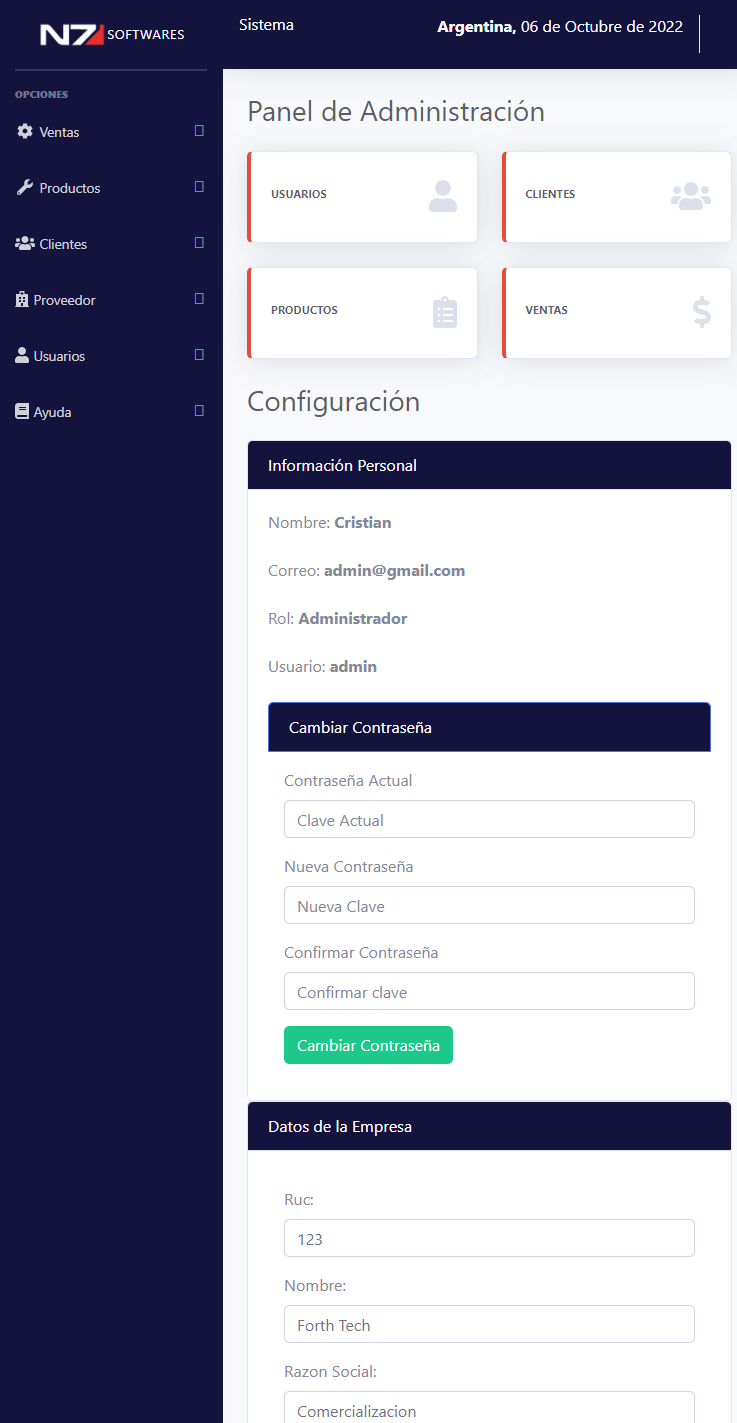 N7 SOFTWARES
Sistema
Argentina, 06 de Octubre de 2022
OPCIONES
Ventas
Productos
Clientes
Proveedor
Usuarios
Ayuda
Panel de Administración
USUARIOS
CLIENTES
PRODUCTOS
VENTAS
Configuración
Información Personal
Nombre: Cristian
Correo: admin@gmail.com
Rol: Administrador
Usuario: admin
Cambiar Contraseña
Contraseña Actual
Clave Actual
Nueva Contraseña
Nueva Clave
Confirmar Contraseña
Confirmar clave
Cambiar Contraseña
Datos de la Empresa
Ruc:
123
Nombre:
Forth Tech
Razon Social:
Comercializacion